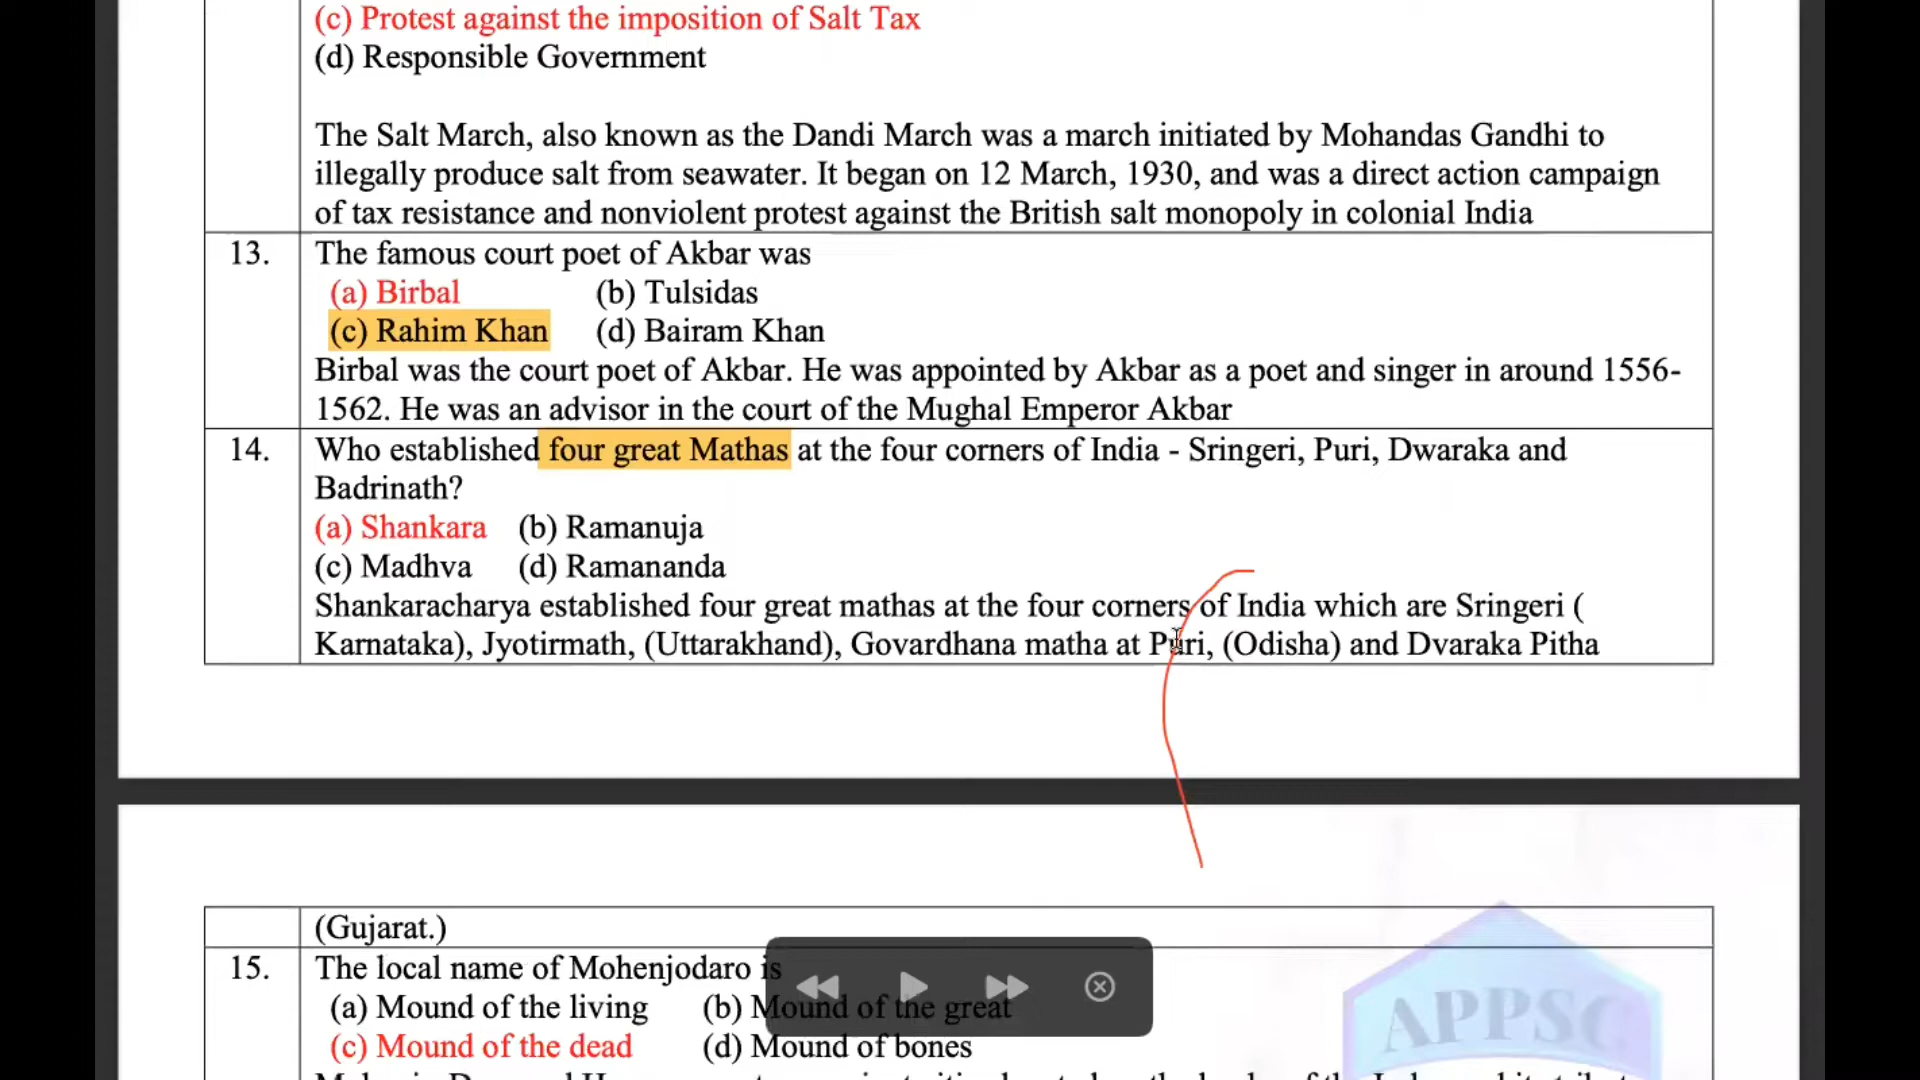 (c) Protest against the imposition of Salt Tax
(d) Responsible Government
The Salt March, also known as the Dandi March was a march initiated by Mohandas Gandhi to
illegally produce salt from seawater. It began on 12 March, 1930, and was a direct action campaign
of tax resistance and nonviolent protest against the British salt monopoly in colonial India
13. The famous court poet of Akbar was
(a) Birbal (b) Tulsidas
(c) Rahim Khan (d) Bairam Khan
Birbal was the court poet of Akbar. He was appointed by Akbar as a poet and singer in around 1556-
1562. He was an advisor in the court of the Mughal Emperor Akbar
14. Who established four great Mathas at the four corners of India - Sringeri, Puri, Dwaraka and
Badrinath?
(a) Shankara (b) Ramanuja
(c) Madhva (d) Ramananda
Shankaracharya established four great mathas at the four corners of India which are Sringeri (
Karnataka), Jyotirmath, (Uttarakhand), Govardhana matha at Puri, (Odisha) and Dvaraka Pitha
(Gujarat.)
15. The local name of Mohenjodaro is
(a) Mound of the living (b) Mound of the great
(c) Mound of the dead (d) Mound of bones
APPSC